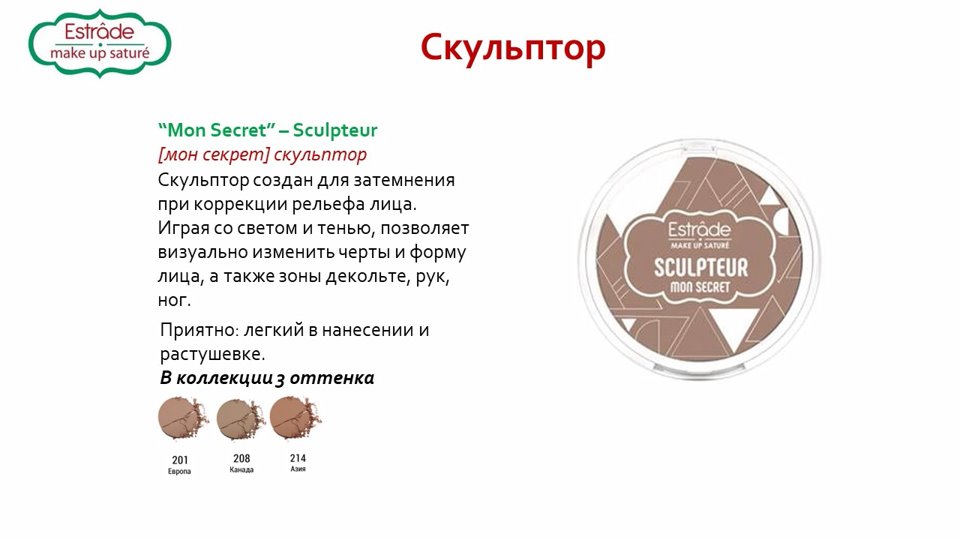 Estrâde
make up saturé
Скульптор
“Mon Secret” – Sculpteur
[мон секрет] скульптор
Скульптор создан для затемнения
при коррекции рельефа лица.
Играя со светом и тенью, позволяет
визуально изменить черты и форму
лица, а также зоны декольте, рук,
ног.
Приятно: легкий в нанесении и
растушевке.
В коллекции 3 оттенка
201 208 214
Европа Канада Азия
Estrâde
MAKE UP SATURÉ
SCULPTEUR
MON SECRET